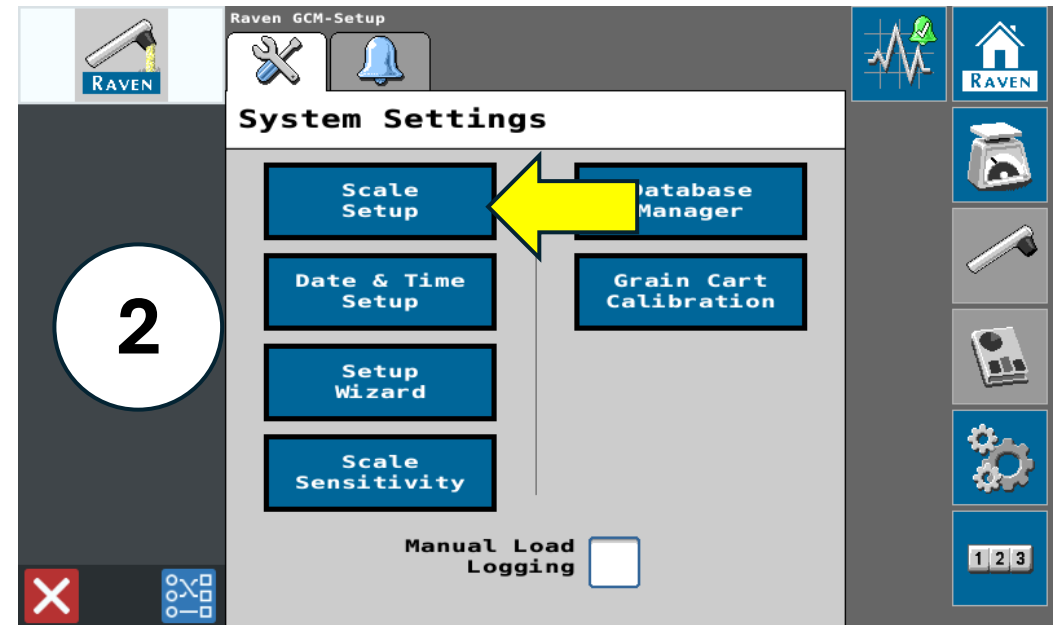 Raven GCM-Setup
RAVEN
RAVEN
System Settings
Scale
Setup
Database
Manager
Date & Time
Setup
Grain Cart
Calibration
2
Setup
Wizard
Scale
Sensitivity
Manual Load
Logging
1 2 3